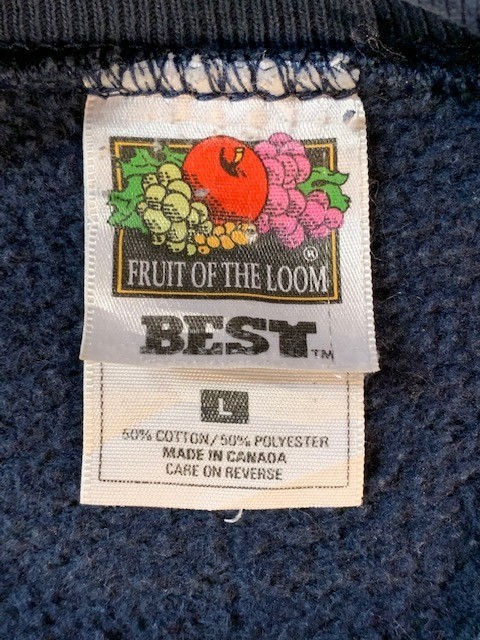 ®
FRUIT OF THE LOOM
BEST™
L
50% COTTON/50% POLYESTER
MADE IN CANADA
CARE ON REVERSE